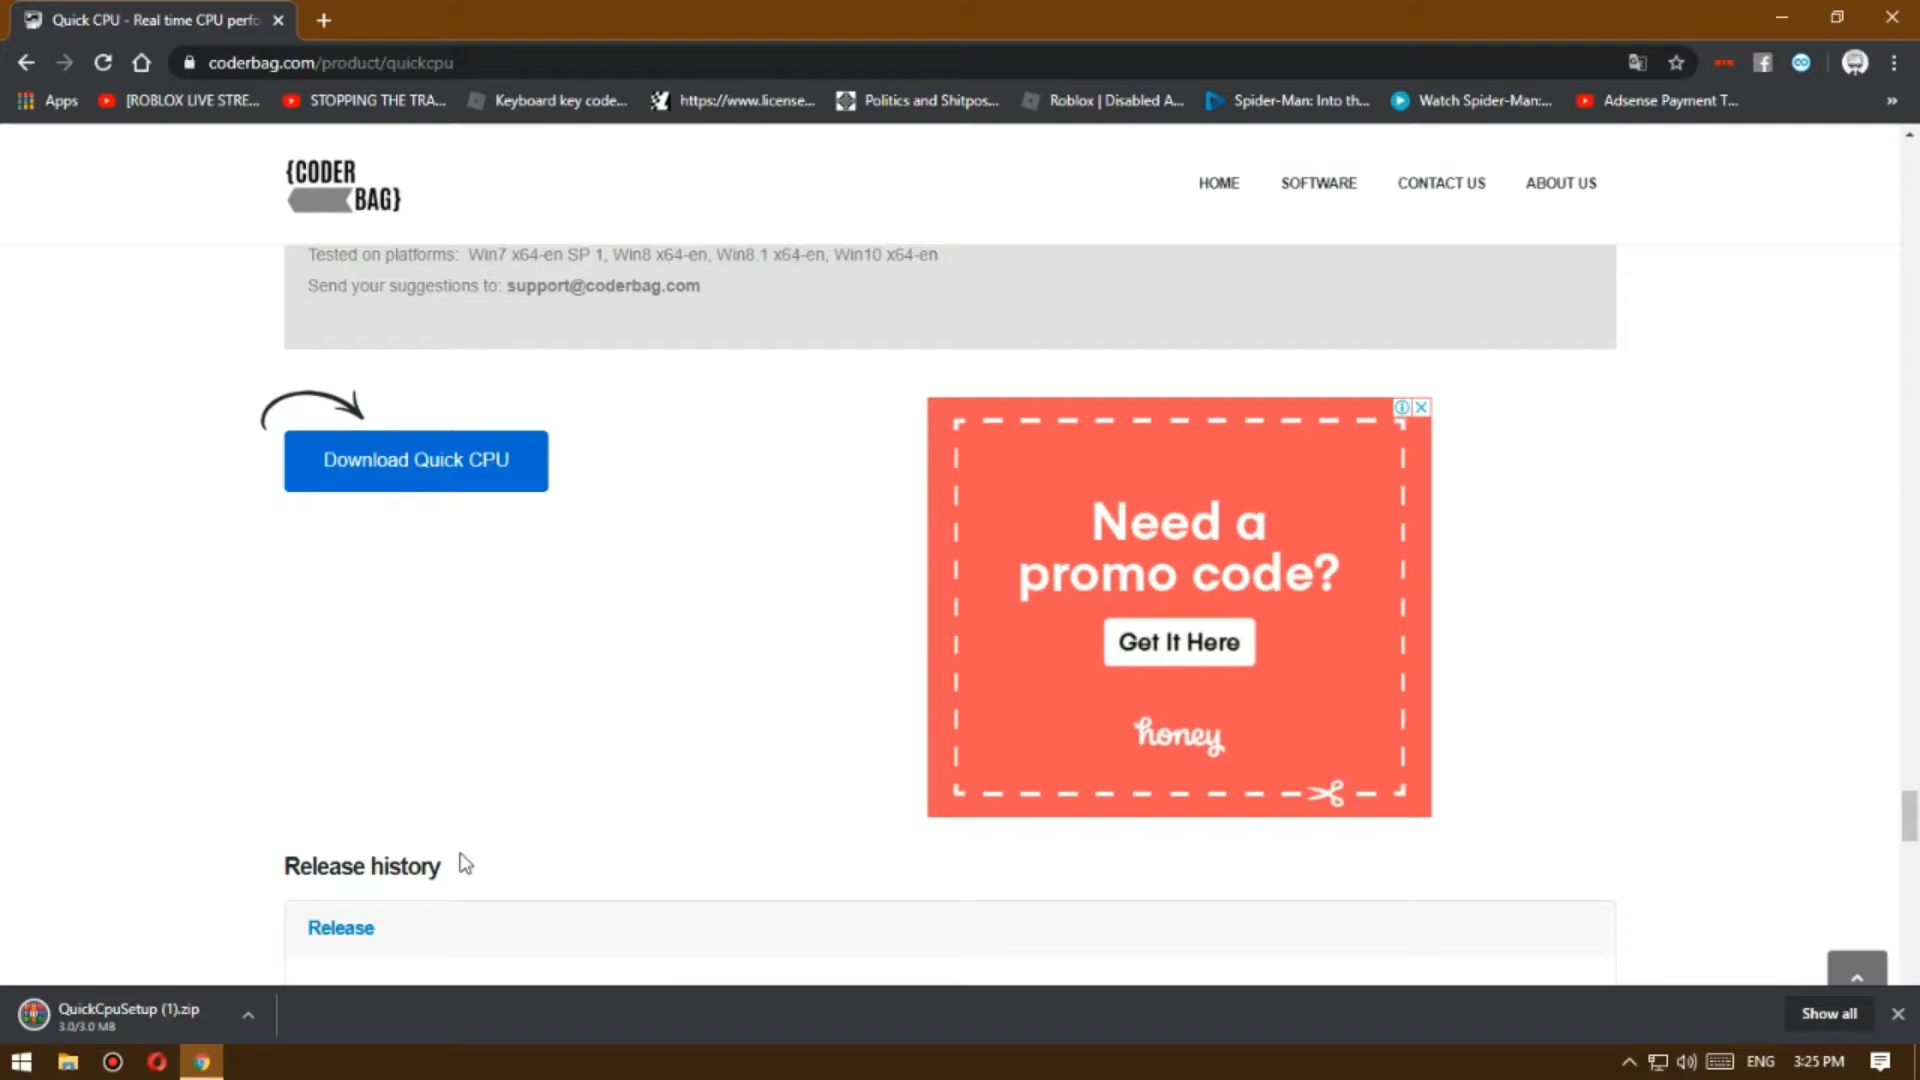 Quick CPU - Real time CPU perfo
coderbag.com/product/quickcpu
Apps
[ROBLOX LIVE STRE...
STOPPING THE TRA...
Keyboard key code...
https://www.license...
Politics and Shitpos...
Roblox | Disabled A...
Spider-Man: Into th...
Watch Spider-Man:...
Adsense Payment T...
»
{CODER
BAG}
HOME
SOFTWARE
CONTACT US
ABOUT US
Tested on platforms: Win7 x64-en SP 1, Win8 x64-en, Win8.1 x64-en, Win10 x64-en
Send your suggestions to: support@coderbag.com
Download Quick CPU
Need a
promo code?
Get It Here
honey
Release history
Release
QuickCpuSetup (1).zip
3.0/3.0 MB
Show all
ENG
3:25 PM